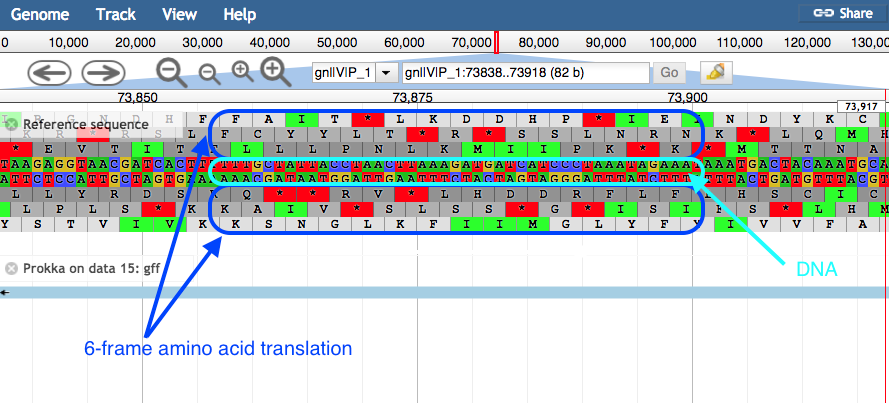 Genome Track View Help Share
0 10,000 20,000 30,000 40,000 50,000 60,000 70,000 80,000 90,000 100,000 110,000 120,000 130,00
gnl|VIP_1 gnl|VIP_1:73838..73918 (82 b) Go
73,850 73,875 73,900
73,917
R G N D H F F A I T * L K D D H P * I E I N D Y K C
Reference sequence
K R * R S L F C Y Y L T * R * S S L N R N K * L Q M H
* E V T I T L L L P N L K M I I P K * K * M T T N A
TAAGAGGTAACGATCACTTCTTTGCTATTACCTAACTTAAAGATGATCATCCCTAAATAGAAATAAATGACTACAAATGCA
ATTCTCCATTGCTAGTGAAGAAACGATAATGGATTGAATTTCTACTAGTAGGGATTTATCTTTATTTACTGATGTTTACGT
L L Y R D S Q * * R V * L H D D R F L F H S C I C
L P L S * K K A I V * S L S S * G * I S I F S * L H M
Y S T V I V K K S N G L K F I I M G L Y F Y I V V F A
DNA
Prokka on data 15: gff
6-frame amino acid translation